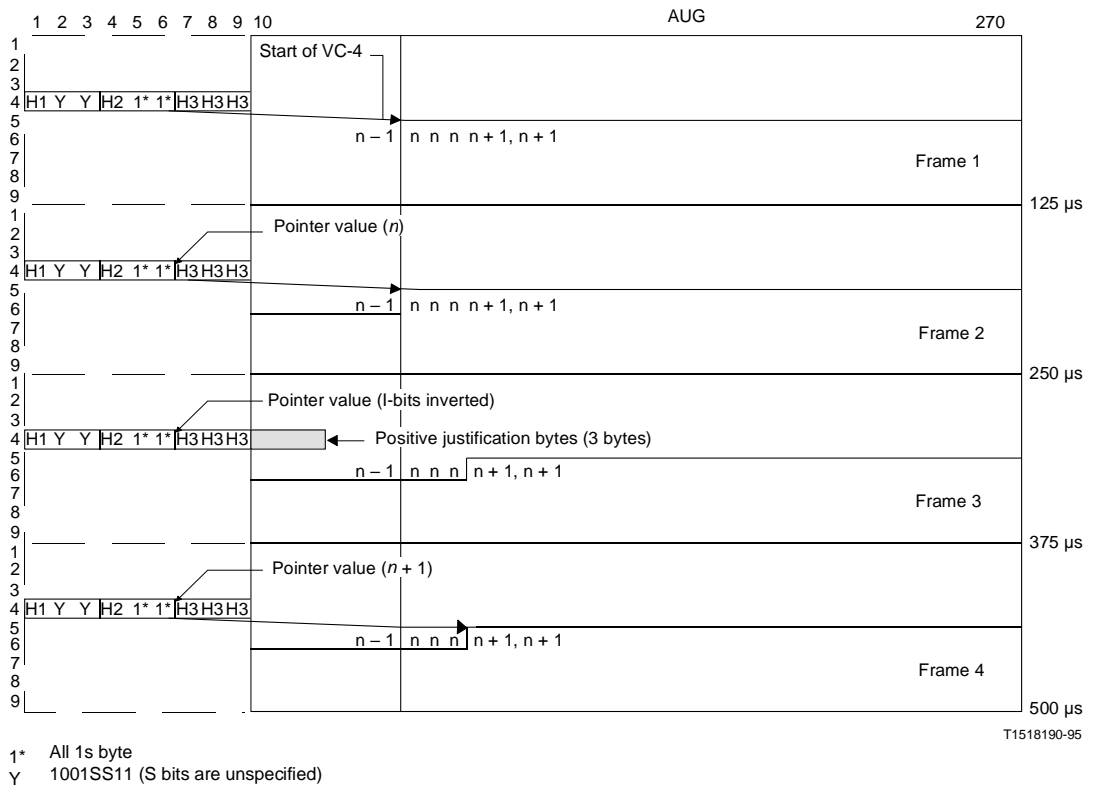 1 2 3 4 5 6 7 8 9 10 AUG 270
1
Start of VC-4
2
3
4 H1 Y Y H2 1* 1* H3 H3 H3
5
6 n – 1 n n n n + 1, n + 1
7 Frame 1
8
9
125 µs
1
2 Pointer value (n)
3
4 H1 Y Y H2 1* 1* H3 H3 H3
5
6 n – 1 n n n n + 1, n + 1
7 Frame 2
8
9
250 µs
1
2 Pointer value (I-bits inverted)
3
4 H1 Y Y H2 1* 1* H3 H3 H3 Positive justification bytes (3 bytes)
5
6 n – 1 n n n n + 1, n + 1
7
8 Frame 3
9
375 µs
1
2 Pointer value (n + 1)
3
4 H1 Y Y H2 1* 1* H3 H3 H3
5
6 n – 1 n n n n + 1, n + 1
7 Frame 4
8
9
500 µs
T1518190-95
1* All 1s byte
Y 1001SS11 (S bits are unspecified)